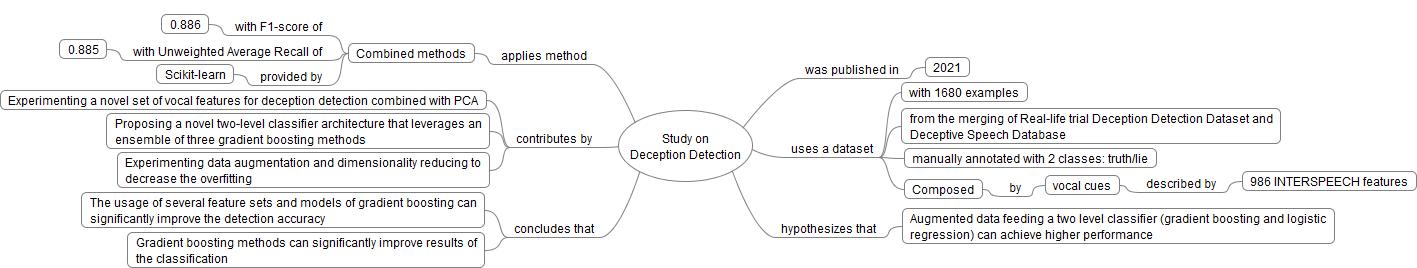 0.886
with F1-score of
0.885
with Unweighted Average Recall of
Combined methods
applies method
Scikit-learn
provided by
Experimenting a novel set of vocal features for deception detection combined with PCA
Proposing a novel two-level classifier architecture that leverages an
ensemble of three gradient boosting methods
contributes by
Experimenting data augmentation and dimensionality reducing to
decrease the overfitting
The usage of several feature sets and models of gradient boosting can
significantly improve the detection accuracy
concludes that
Gradient boosting methods can significantly improve results of
the classification
Study on
Deception Detection
was published in
2021
uses a dataset
with 1680 examples
from the merging of Real-life trial Deception Detection Dataset and
Deceptive Speech Database
manually annotated with 2 classes: truth/lie
Composed
by
vocal cues
described by
986 INTERSPEECH features
hypothesizes that
Augmented data feeding a two level classifier (gradient boosting and logistic
regression) can achieve higher performance